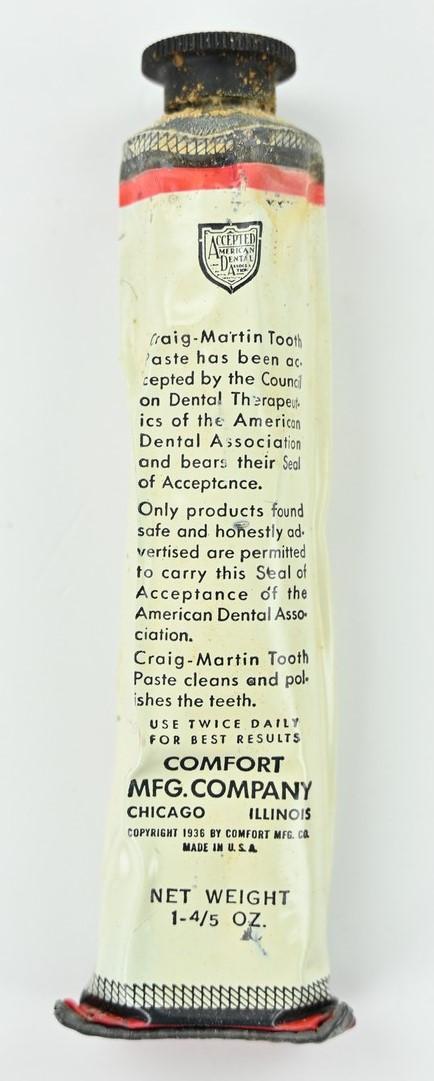 ACCEPTED
AMERICAN
DENTAL
ASSOCIATION
Craig-Martin Tooth
Paste has been ac-
cepted by the Council
on Dental Therapeut-
ics of the American
Dental Association
and bears their Seal
of Acceptance.
Only products found
safe and honestly ad-
vertised are permitted
to carry this Seal of
Acceptance of the
American Dental Asso-
ciation.
Craig-Martin Tooth
Paste cleans and pol-
ishes the teeth.
USE TWICE DAILY
FOR BEST RESULTS
COMFORT
MFG. COMPANY
CHICAGO ILLINOIS
COPYRIGHT 1936 BY COMFORT MFG. CO.
MADE IN U.S.A.
NET WEIGHT
1-4/5 OZ.